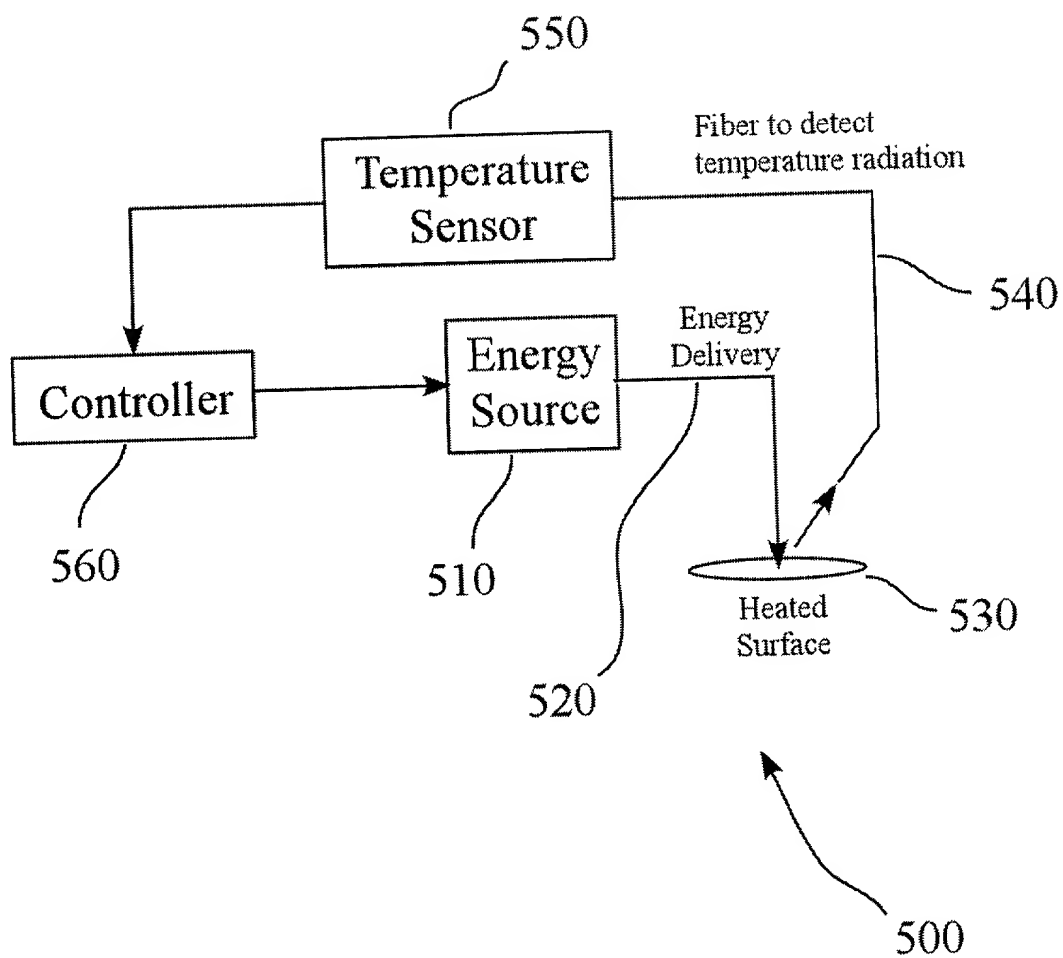 550
Fiber to detect
temperature radiation
Temperature
Sensor
540
Energy
Delivery
Energy
Source
Controller
560
510
530
Heated
Surface
520
500